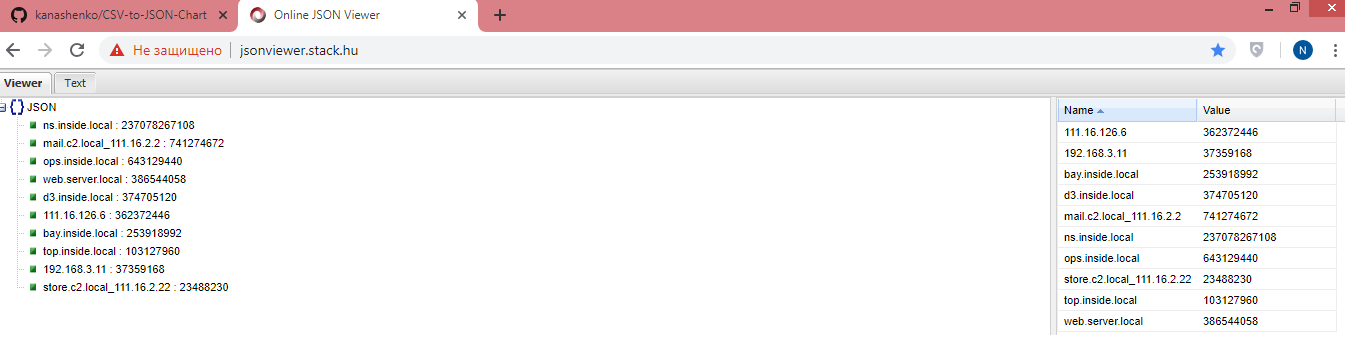 kanashenko/CSV-to-JSON-Chart
Online JSON Viewer
Не защищено
jsonviewer.stack.hu
N
Viewer
Text
JSON
ns.inside.local : 237078267108
mail.c2.local_111.16.2.2 : 741274672
ops.inside.local : 643129440
web.server.local : 386544058
d3.inside.local : 374705120
111.16.126.6 : 362372446
bay.inside.local : 253918992
top.inside.local : 103127960
192.168.3.11 : 37359168
store.c2.local_111.16.2.22 : 23488230
Name Value
111.16.126.6 362372446
192.168.3.11 37359168
bay.inside.local 253918992
d3.inside.local 374705120
mail.c2.local_111.16.2.2 741274672
ns.inside.local 237078267108
ops.inside.local 643129440
store.c2.local_111.16.2.22 23488230
top.inside.local 103127960
web.server.local 386544058